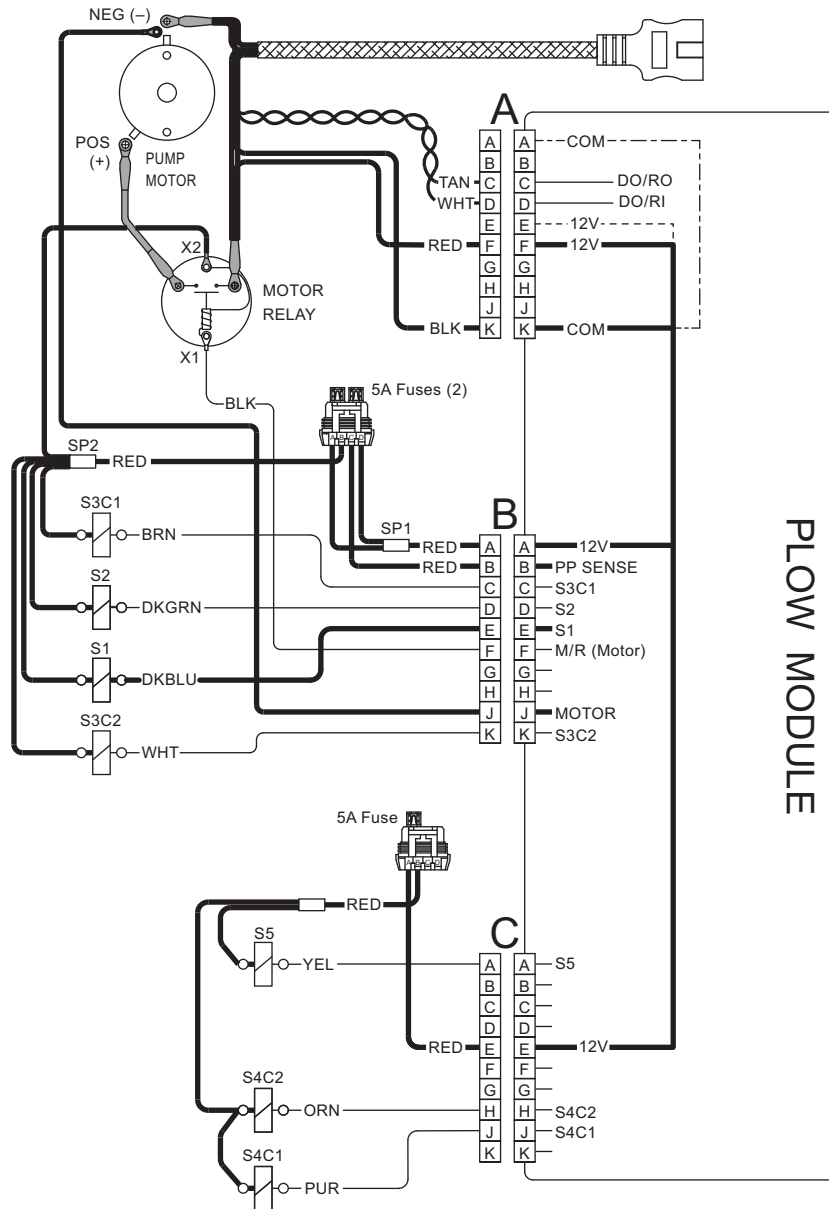 NEG (–)
POS
(+)
PUMP
MOTOR
X2
MOTOR
RELAY
X1
TAN
WHT
RED
BLK
A
A
B
C
D
E
F
G
H
J
K
A
B
C
D
E
F
G
H
J
K
COM
DO/RO
DO/RI
12V
12V
COM
BLK
5A Fuses (2)
A B C D
SP2
RED
SP1
RED
RED
S3C1
BRN
S2
DKGRN
S1
DKBLU
S3C2
WHT
B
A
B
C
D
E
F
G
H
J
K
A
B
C
D
E
F
G
H
J
K
12V
PP SENSE
S3C1
S2
S1
M/R (Motor)
MOTOR
S3C2
PLOW MODULE
5A Fuse
A B C D
RED
S5
YEL
RED
S4C2
ORN
S4C1
PUR
C
A
B
C
D
E
F
G
H
J
K
A
B
C
D
E
F
G
H
J
K
S5
12V
S4C2
S4C1